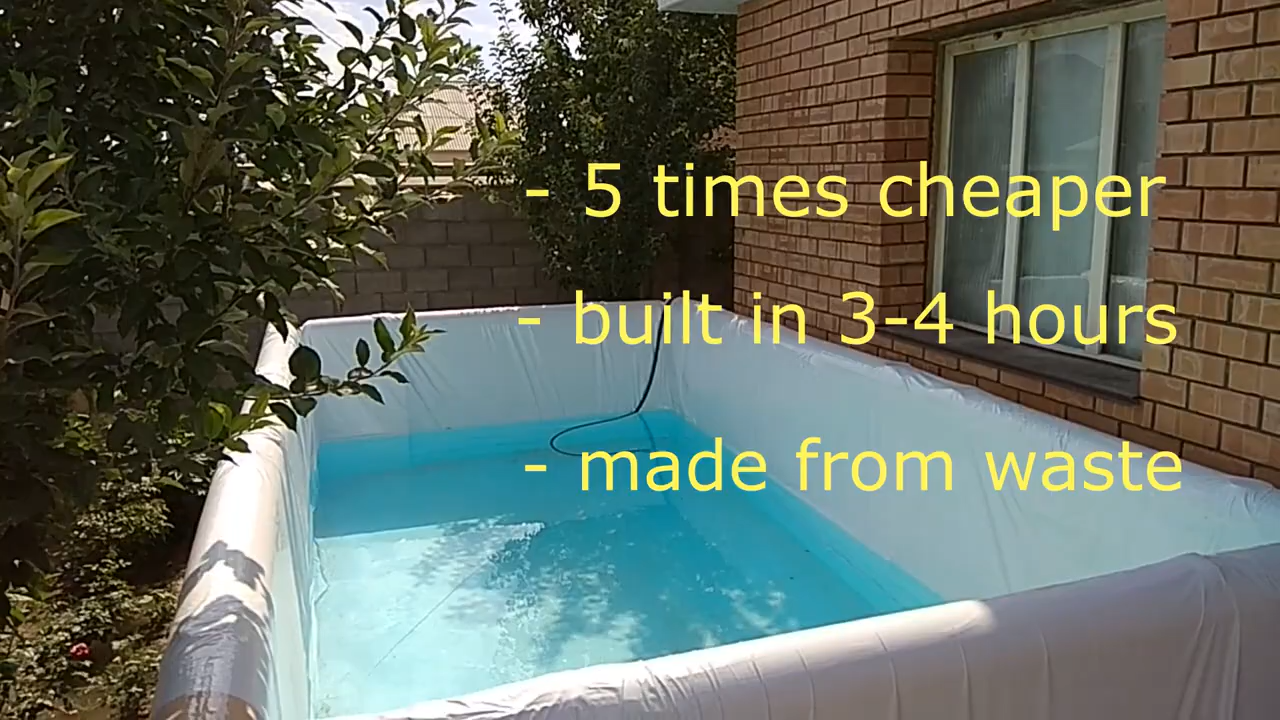 - 5 times cheaper
- built in 3-4 hours
- made from waste